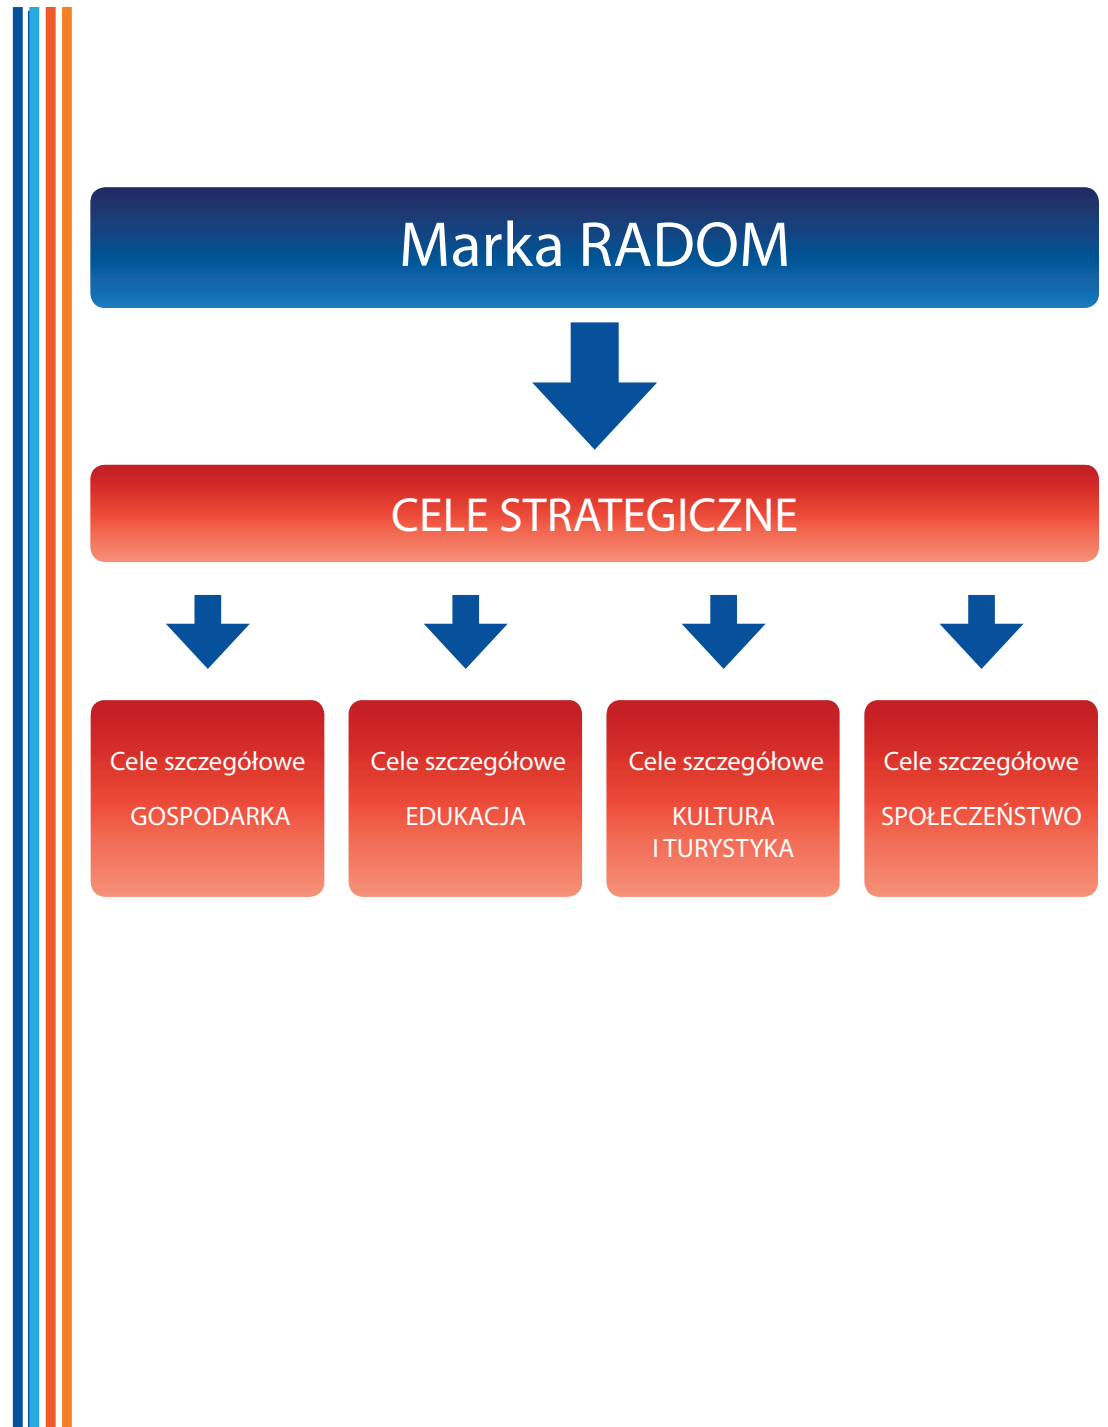 Marka RADOM
CELE STRATEGICZNE
Cele szczegółowe
GOSPODARKA
Cele szczegółowe
EDUKACJA
Cele szczegółowe
KULTURA
I TURYSTYKA
Cele szczegółowe
SPOŁECZEŃSTWO